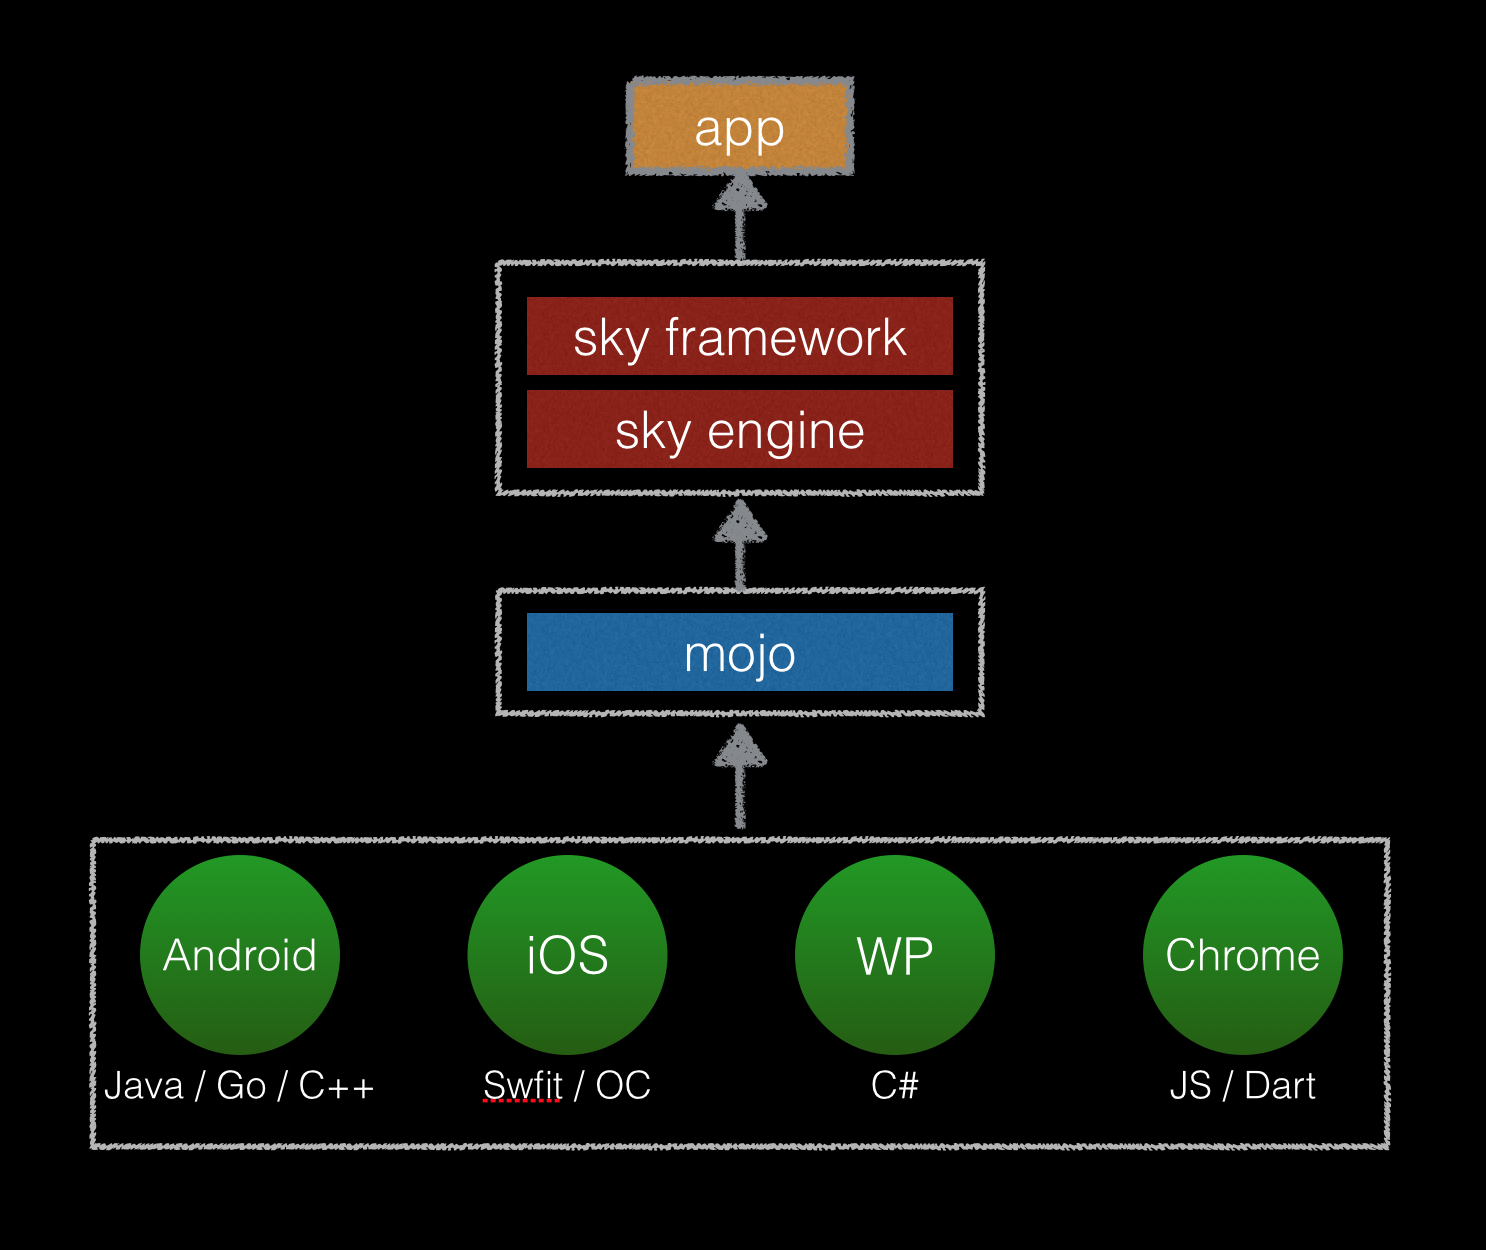 app
sky framework
sky engine
mojo
Android
iOS
WP
Chrome
Java / Go / C++
Swfit / OC
C#
JS / Dart